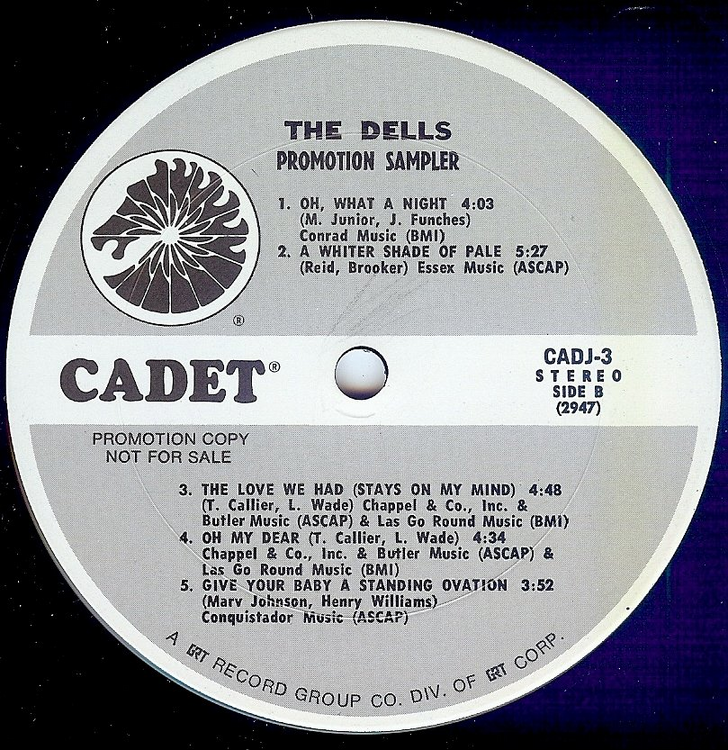 THE DELLS
PROMOTION SAMPLER
1. OH, WHAT A NIGHT 4:03
(M. Junior, J. Funches)
Conrad Music (BMI)
2. A WHITER SHADE OF PALE 5:27
(Reid, Brooker) Essex Music (ASCAP)
®
CADET®
CADJ-3
STEREO
SIDE B
(2947)
PROMOTION COPY
NOT FOR SALE
3. THE LOVE WE HAD (STAYS ON MY MIND) 4:48
(T. Callier, L. Wade) Chappel & Co., Inc. &
Butler Music (ASCAP) & Las Go Round Music (BMI)
4. OH MY DEAR (T. Callier, L. Wade) 4:34
Chappel & Co., Inc. & Butler Music (ASCAP) &
Las Go Round Music (BMI)
5. GIVE YOUR BABY A STANDING OVATION 3:52
(Marv Johnson, Henry Williams)
Conquistador Music (ASCAP)
A GRT RECORD GROUP CO. DIV. OF GRT CORP.